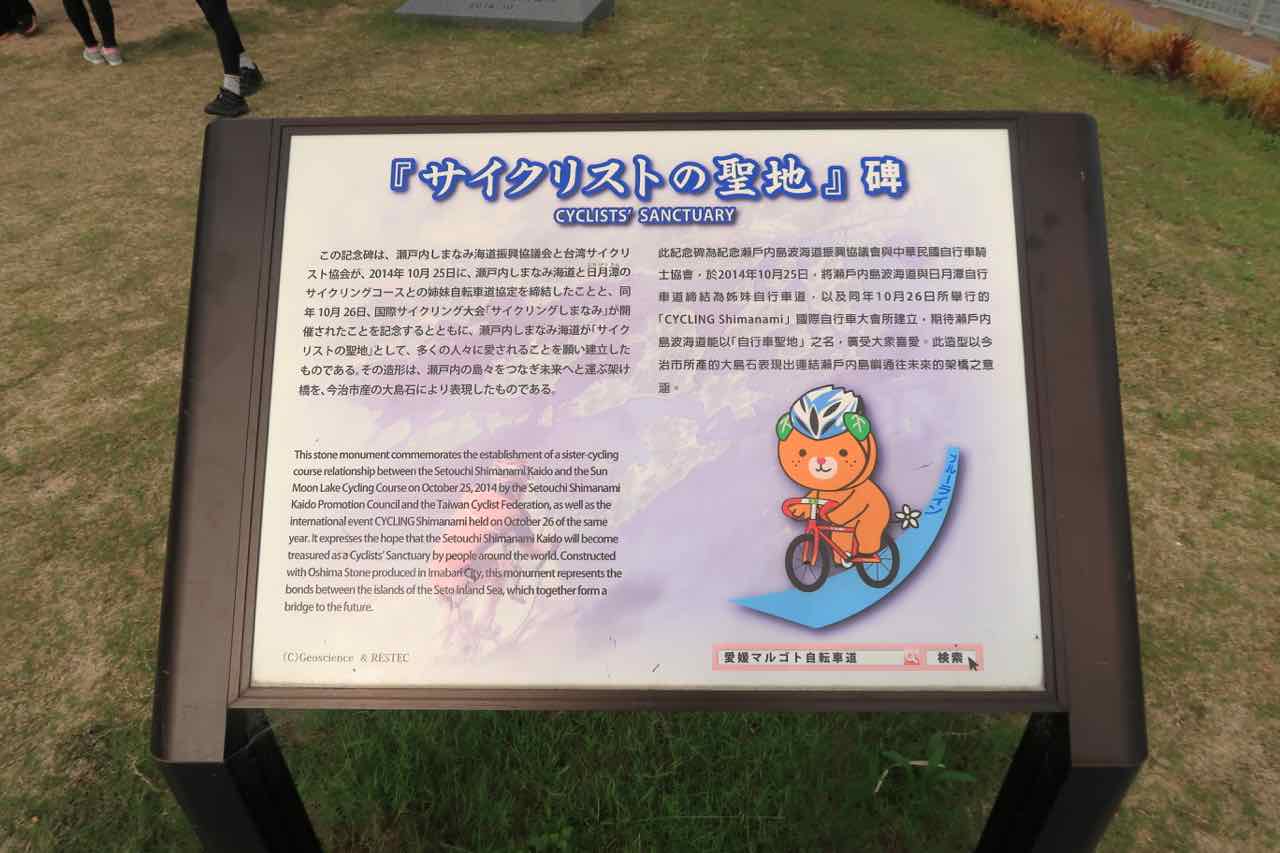 2014.10
『サイクリストの聖地』碑
CYCLISTS' SANCTUARY
この記念碑は、瀬戸内しまなみ海道振興協議会と台湾サイクリ
スト協会が、2014年10月25日に、瀬戸内しまなみ海道と日月潭の
サイクリングコースとの姉妹自転車道協定を締結したことと、同
年10月26日、国際サイクリング大会「サイクリングしまなみ」が開
催されたことを記念するとともに、瀬戸内しまなみ海道が「サイク
リストの聖地」として、多くの人々に愛されることを願い建立した
ものである。その造形は、瀬戸内の島々をつなぎ未来へと運ぶ架け
橋を、今治市産の大島石により表現したものである。
此紀念碑為紀念瀨戶內島波海道振興協議會與中華民國自行車騎
士協會，於2014年10月25日，將瀨戶內島波海道與日月潭自行
車道締結為姊妹自行車道，以及同年10月26日所舉行的
「CYCLING Shimanami」國際自行車大會所建立，期待瀨戶內
島波海道能以「自行車聖地」之名，廣受大衆喜愛。此造型以今
治市所產的大島石表現出連結瀨戶內島嶼通往未來的架橋之意
涵。
This stone monument commemorates the establishment of a sister-cycling
course relationship between the Setouchi Shimanami Kaido and the Sun
Moon Lake Cycling Course on October 25, 2014 by the Setouchi Shimanami
Kaido Promotion Council and the Taiwan Cyclist Federation, as well as the
international event CYCLING Shimanami held on October 26 of the same
year. It expresses the hope that the Setouchi Shimanami Kaido will become
treasured as a Cyclists' Sanctuary by people around the world. Constructed
with Oshima Stone produced in Imabari City, this monument represents the
bonds between the islands of the Seto Inland Sea, which together form a
bridge to the future.
ブルーライン
(C)Geoscience & RESTEC
愛媛マルゴト自転車道 検索